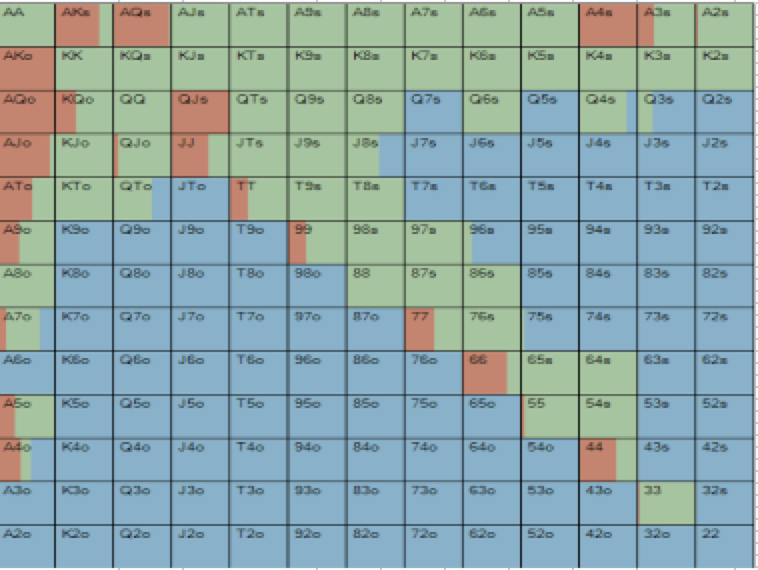 AA AKs AQs AJs ATs A9s A8s A7s A6s A5s A4s A3s A2s
AKo KK KQs KJs KTs K9s K8s K7s K6s K5s K4s K3s K2s
AQo KQo QQ QJs QTs Q9s Q8s Q7s Q6s Q5s Q4s Q3s Q2s
AJo KJo QJo JJ JTs J9s J8s J7s J6s J5s J4s J3s J2s
ATo KTo QTo JTo TT T9s T8s T7s T6s T5s T4s T3s T2s
A9o K9o Q9o J9o T9o 99 98s 97s 96s 95s 94s 93s 92s
A8o K8o Q8o J8o T8o 98o 88 87s 86s 85s 84s 83s 82s
A7o K7o Q7o J7o T7o 97o 87o 77 76s 75s 74s 73s 72s
A6o K6o Q6o J6o T6o 96o 86o 76o 66 65s 64s 63s 62s
A5o K5o Q5o J5o T5o 95o 85o 75o 65o 55 54s 53s 52s
A4o K4o Q4o J4o T4o 94o 84o 74o 64o 54o 44 43s 42s
A3o K3o Q3o J3o T3o 93o 83o 73o 63o 53o 43o 33 32s
A2o K2o Q2o J2o T2o 92o 82o 72o 62o 52o 42o 32o 22